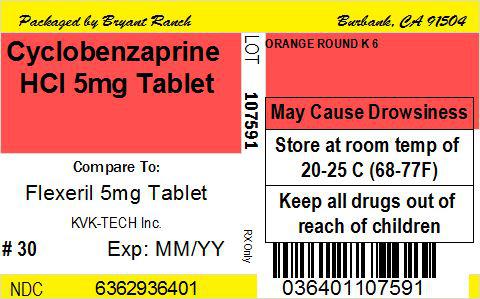 Packaged by Bryant Ranch
Burbank, CA 91504
Cyclobenzaprine
HCl 5mg Tablet
Compare To:
Flexeril 5mg Tablet
KVK-TECH Inc.
# 30
Exp: MM/YY
NDC
6362936401
LOT
107591
RX Only
ORANGE ROUND K 6
May Cause Drowsiness
Store at room temp of
20-25 C (68-77F)
Keep all drugs out of
reach of children
036401107591